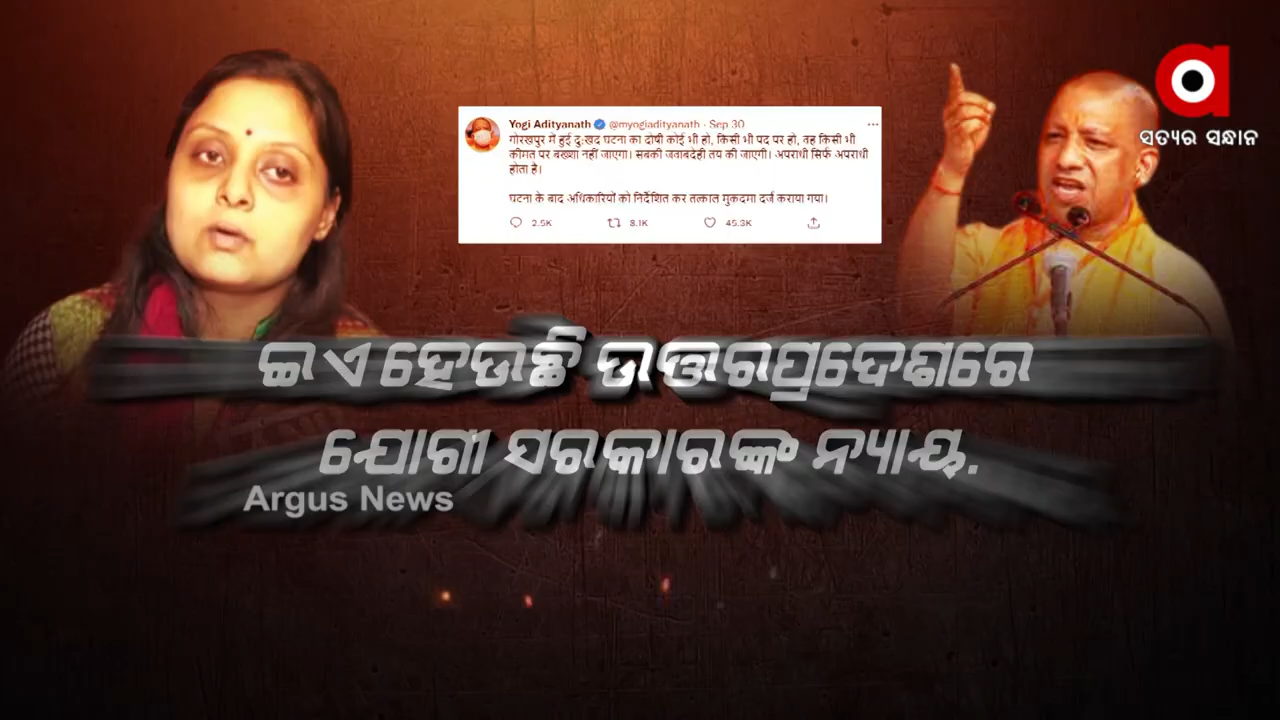 Yogi Adityanath @myogiadityanath · Sep 30
गोरखपुर में हुई दुःखद घटना का दोषी कोई भी हो, किसी भी पद पर हो, वह किसी भी
कीमत पर बख्शा नहीं जाएगा। सबकी जवाबदेही तय की जाएगी। अपराधी सिर्फ अपराधी
होता है।
घटना के बाद अधिकारियों को निर्देशित कर तत्काल मुकदमा दर्ज कराया गया।
2.5K 8.1K 45.3K
ସତ୍ୟର ସନ୍ଧାନ
ଇଏ ହେଉଛି ଉତ୍ତରପ୍ରଦେଶରେ
ଯୋଗୀ ସରକାରଙ୍କ ନ୍ୟାୟ.
Argus News